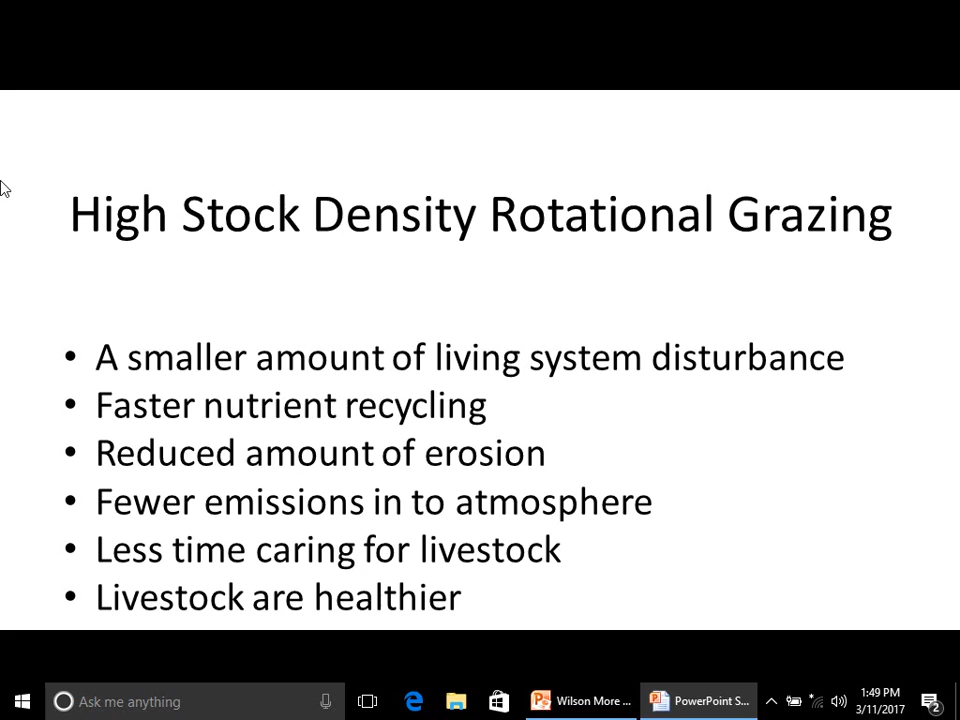 High Stock Density Rotational Grazing
• A smaller amount of living system disturbance
• Faster nutrient recycling
• Reduced amount of erosion
• Fewer emissions in to atmosphere
• Less time caring for livestock
• Livestock are healthier
Ask me anything
Wilson More ...
PowerPoint S...
1:49 PM
3/11/2017
2